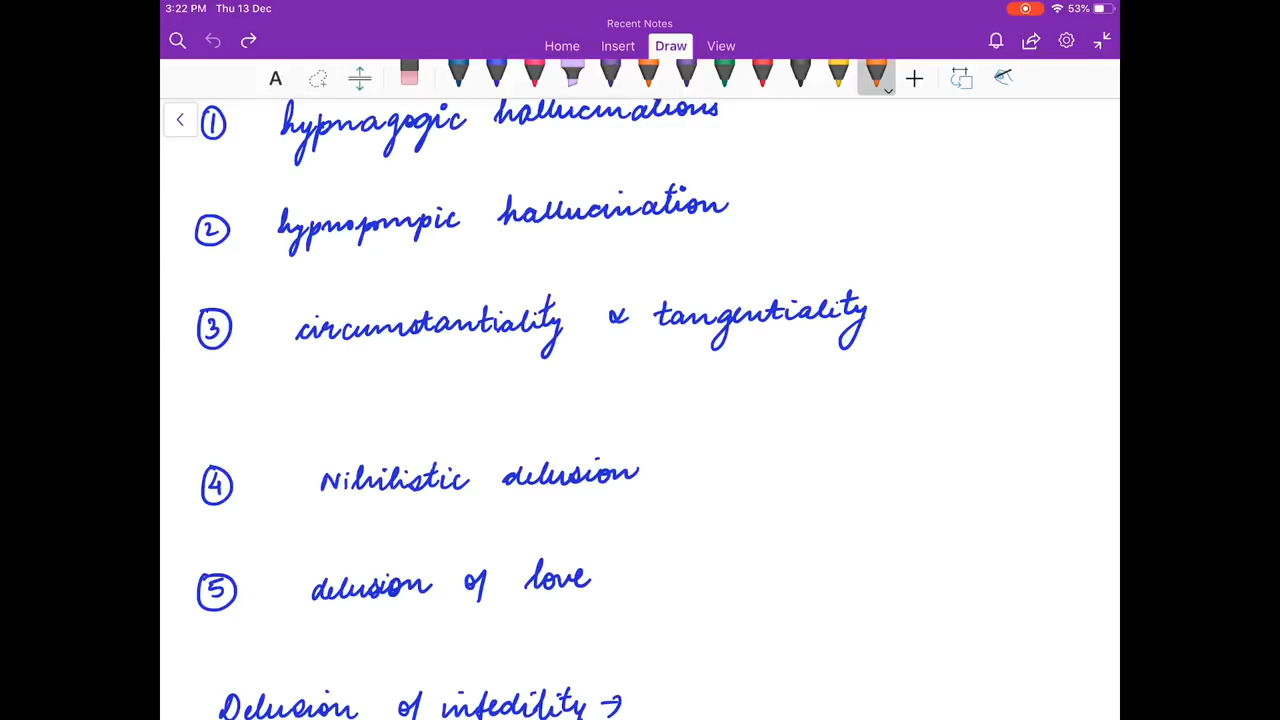 3:22 PM Thu 13 Dec
53%
Recent Notes
Home Insert Draw View
A
① hypnagogic hallucinations
② hypnopompic hallucination
③ circumstantiality & tangentiality
④ Nihilistic delusion
⑤ delusion of love
Delusion of infedility →